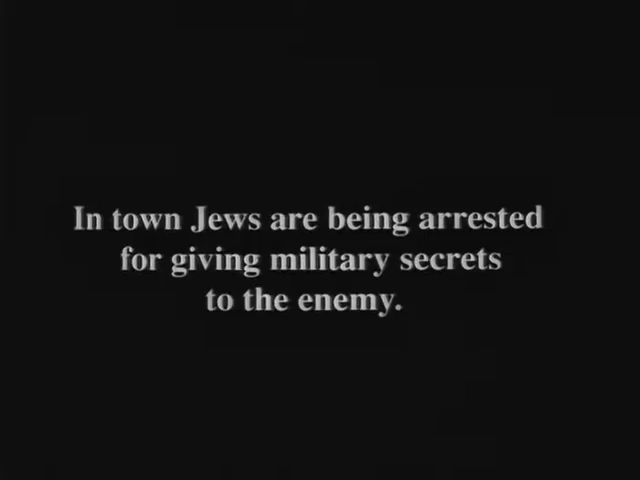 In town Jews are being arrested
for giving military secrets
to the enemy.